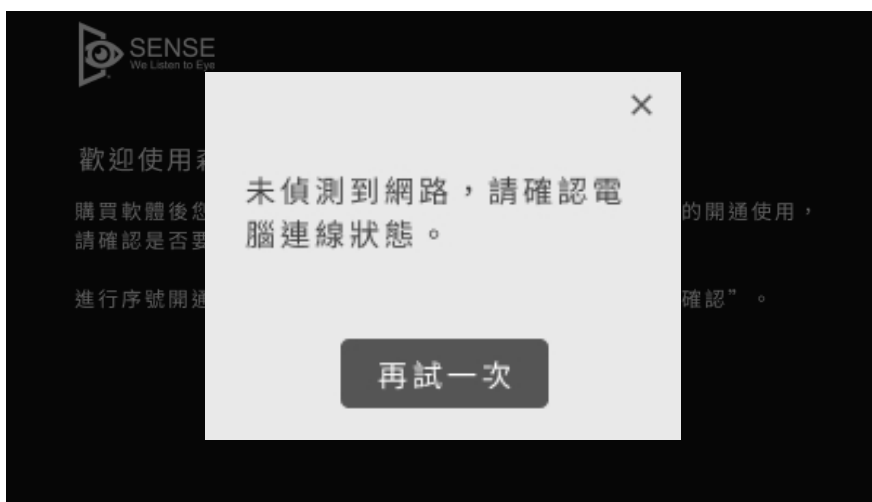 SENSE
We Listen to Eye
歡迎使用
未偵測到網路，請確認電
腦連線狀態。
購買軟體後您 的開通使用，
請確認是否要
進行序號開通 確認”。
再試一次